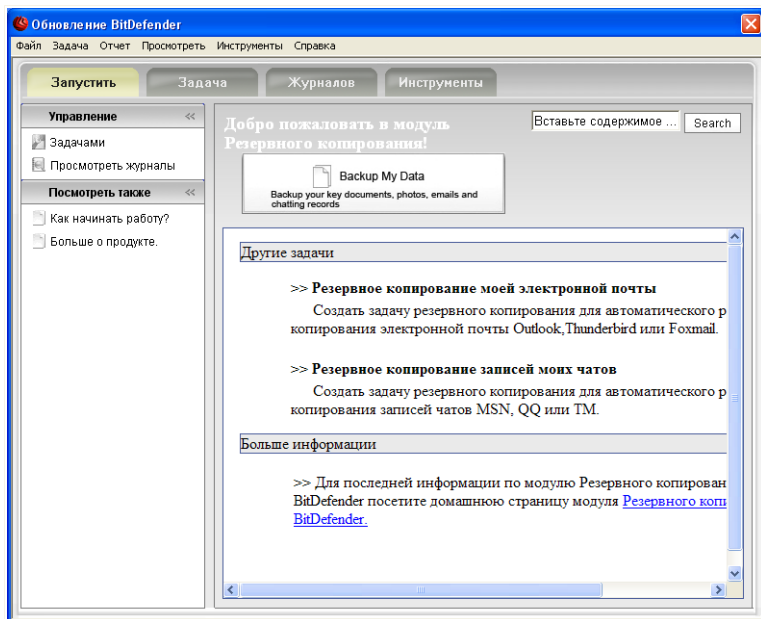 Обновление BitDefender
Файл Задача Отчет Просмотреть Инструменты Справка
Запустить Задача Журналов Инструменты
Управление
Задачами
Просмотреть журналы
Посмотреть также
Как начинать работу?
Больше о продукте.
Добро пожаловать в модуль
Резервного копирования!
Вставьте содержимое ... Search
Backup My Data
Backup your key documents, photos, emails and
chatting records
Другие задачи
>> Резервное копирование моей электронной почты
Создать задачу резервного копирования для автоматического р
копирования электронной почты Outlook,Thunderbird или Foxmail.
>> Резервное копирование записей моих чатов
Создать задачу резервного копирования для автоматического р
копирования записей чатов MSN, QQ или TM.
Больше информации
>> Для последней информации по модулю Резервного копирован
BitDefender посетите домашнюю страницу модуля Резервного копи
BitDefender.